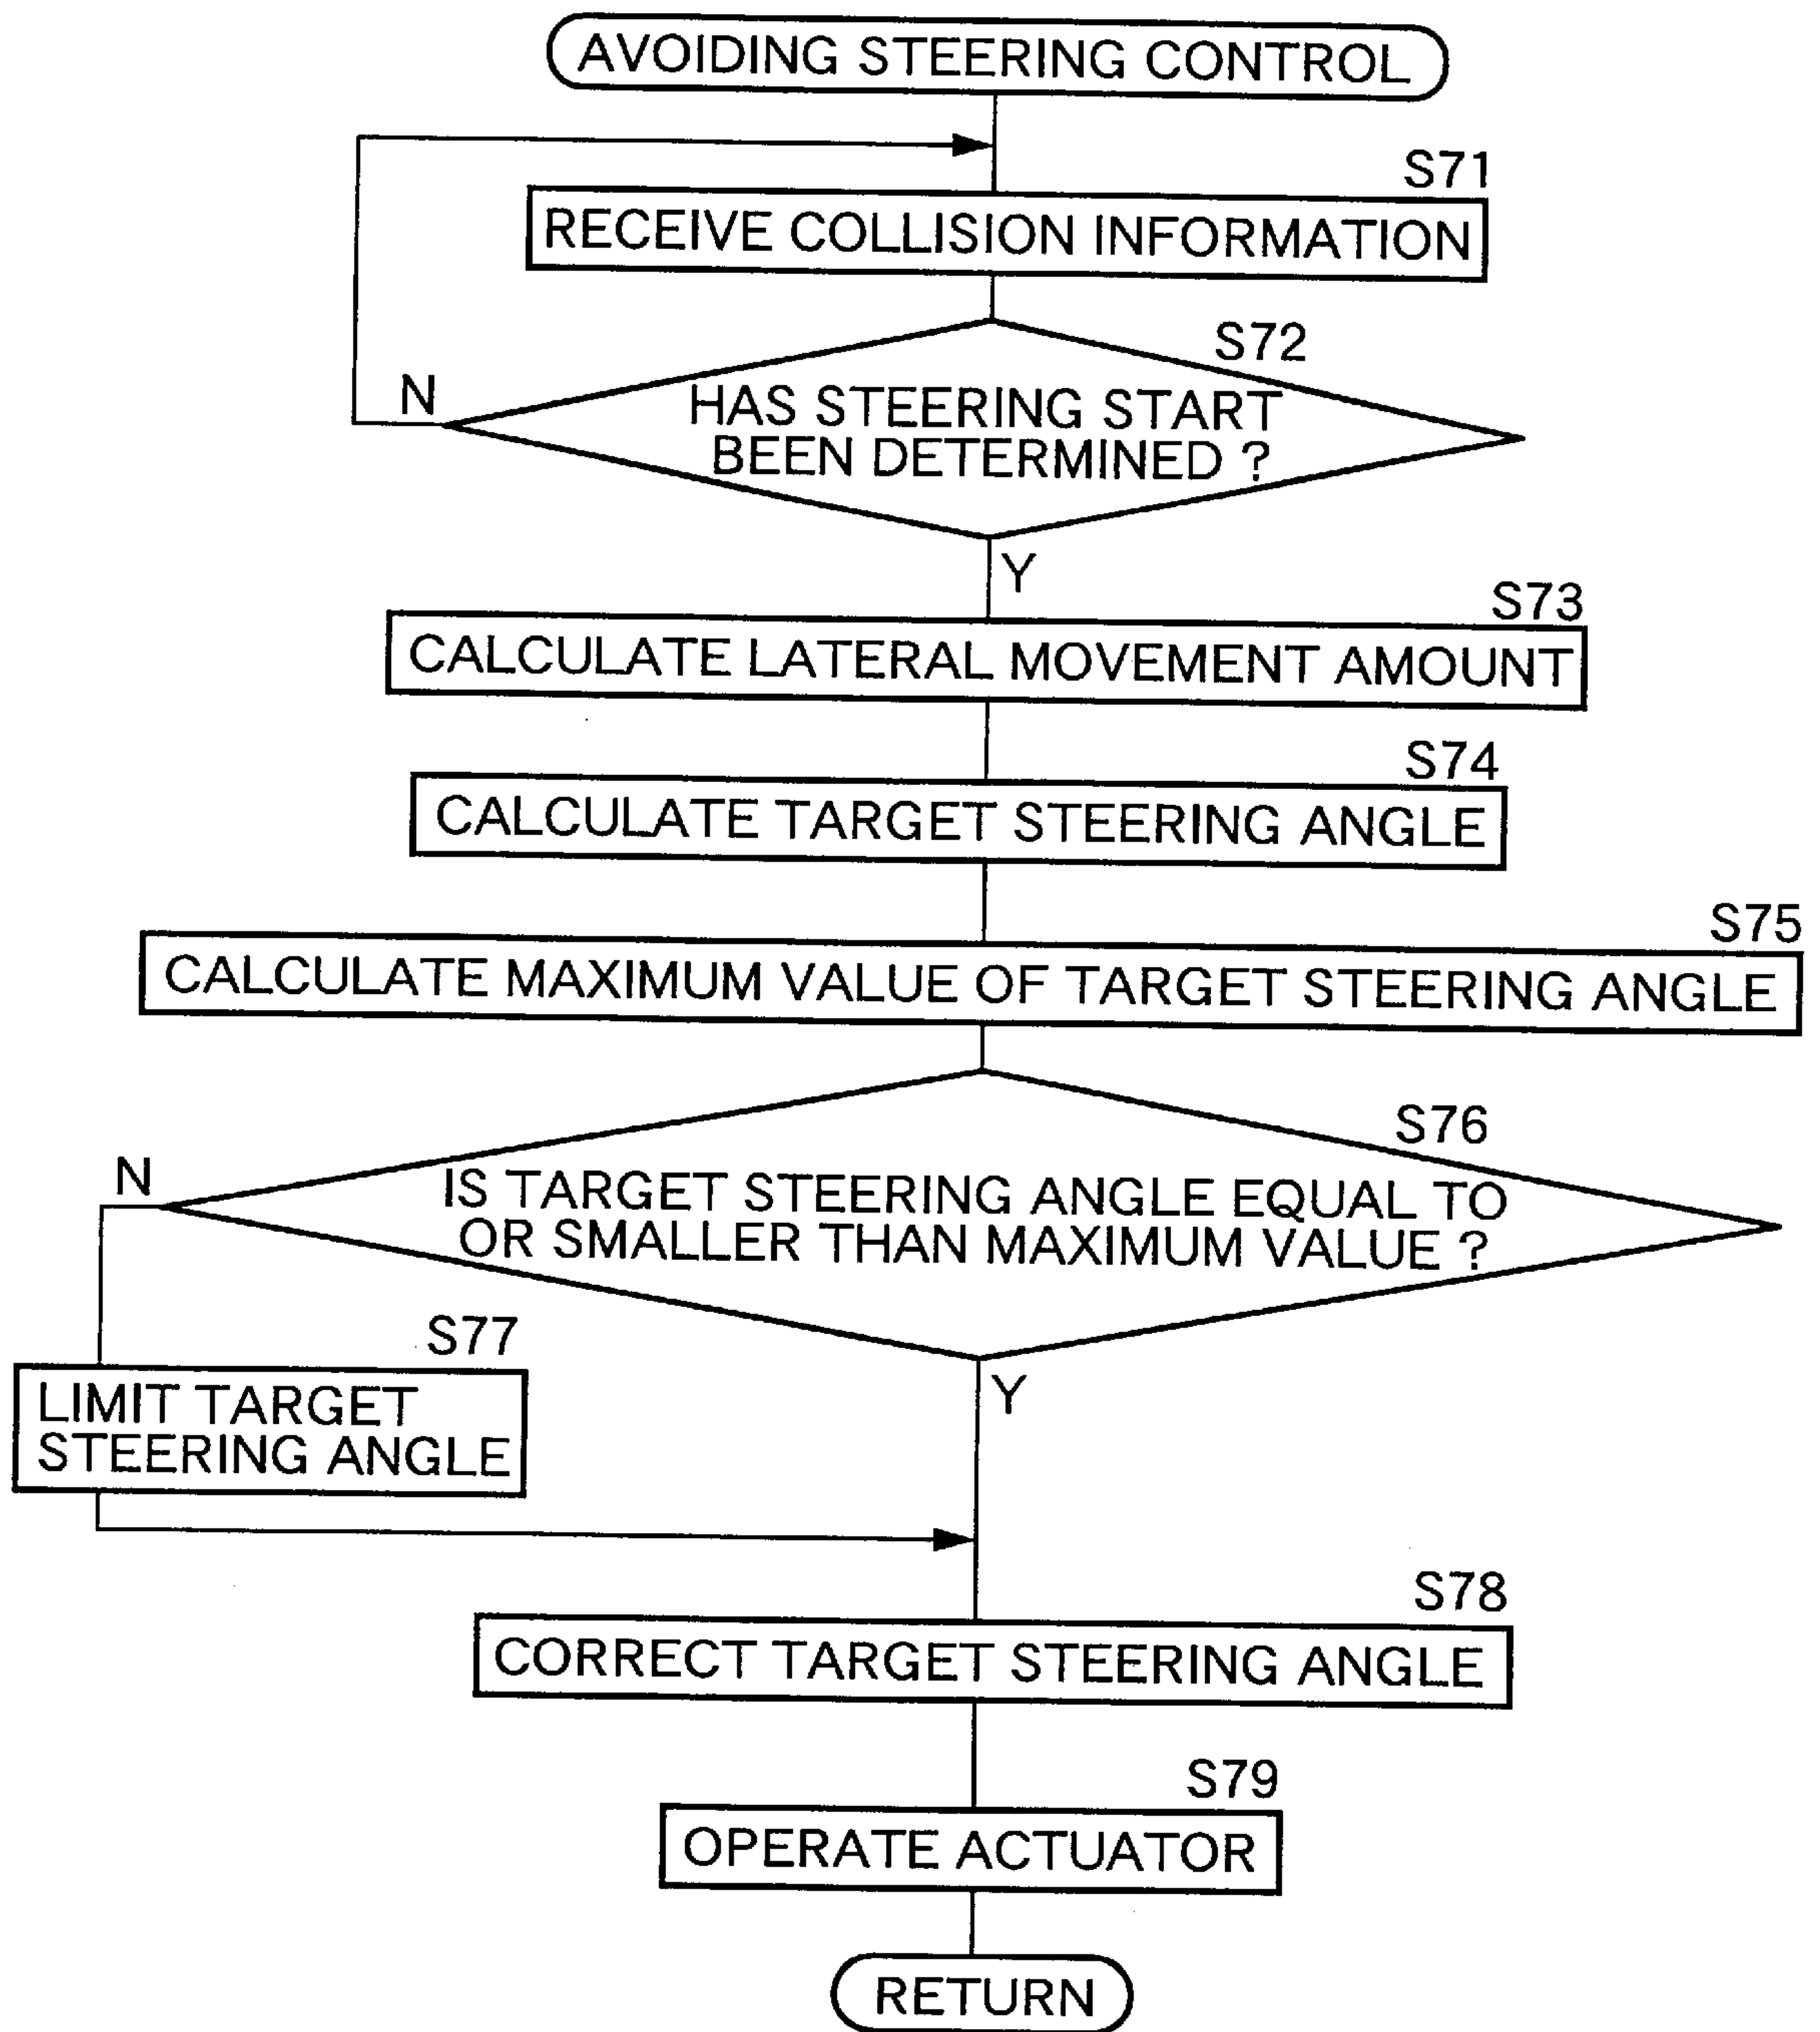 AVOIDING STEERING CONTROL
S71
RECEIVE COLLISION INFORMATION
S72
N
HAS STEERING START
BEEN DETERMINED ?
Y
S73
CALCULATE LATERAL MOVEMENT AMOUNT
S74
CALCULATE TARGET STEERING ANGLE
S75
CALCULATE MAXIMUM VALUE OF TARGET STEERING ANGLE
S76
N
IS TARGET STEERING ANGLE EQUAL TO
OR SMALLER THAN MAXIMUM VALUE ?
S77
Y
LIMIT TARGET
STEERING ANGLE
S78
CORRECT TARGET STEERING ANGLE
S79
OPERATE ACTUATOR
RETURN